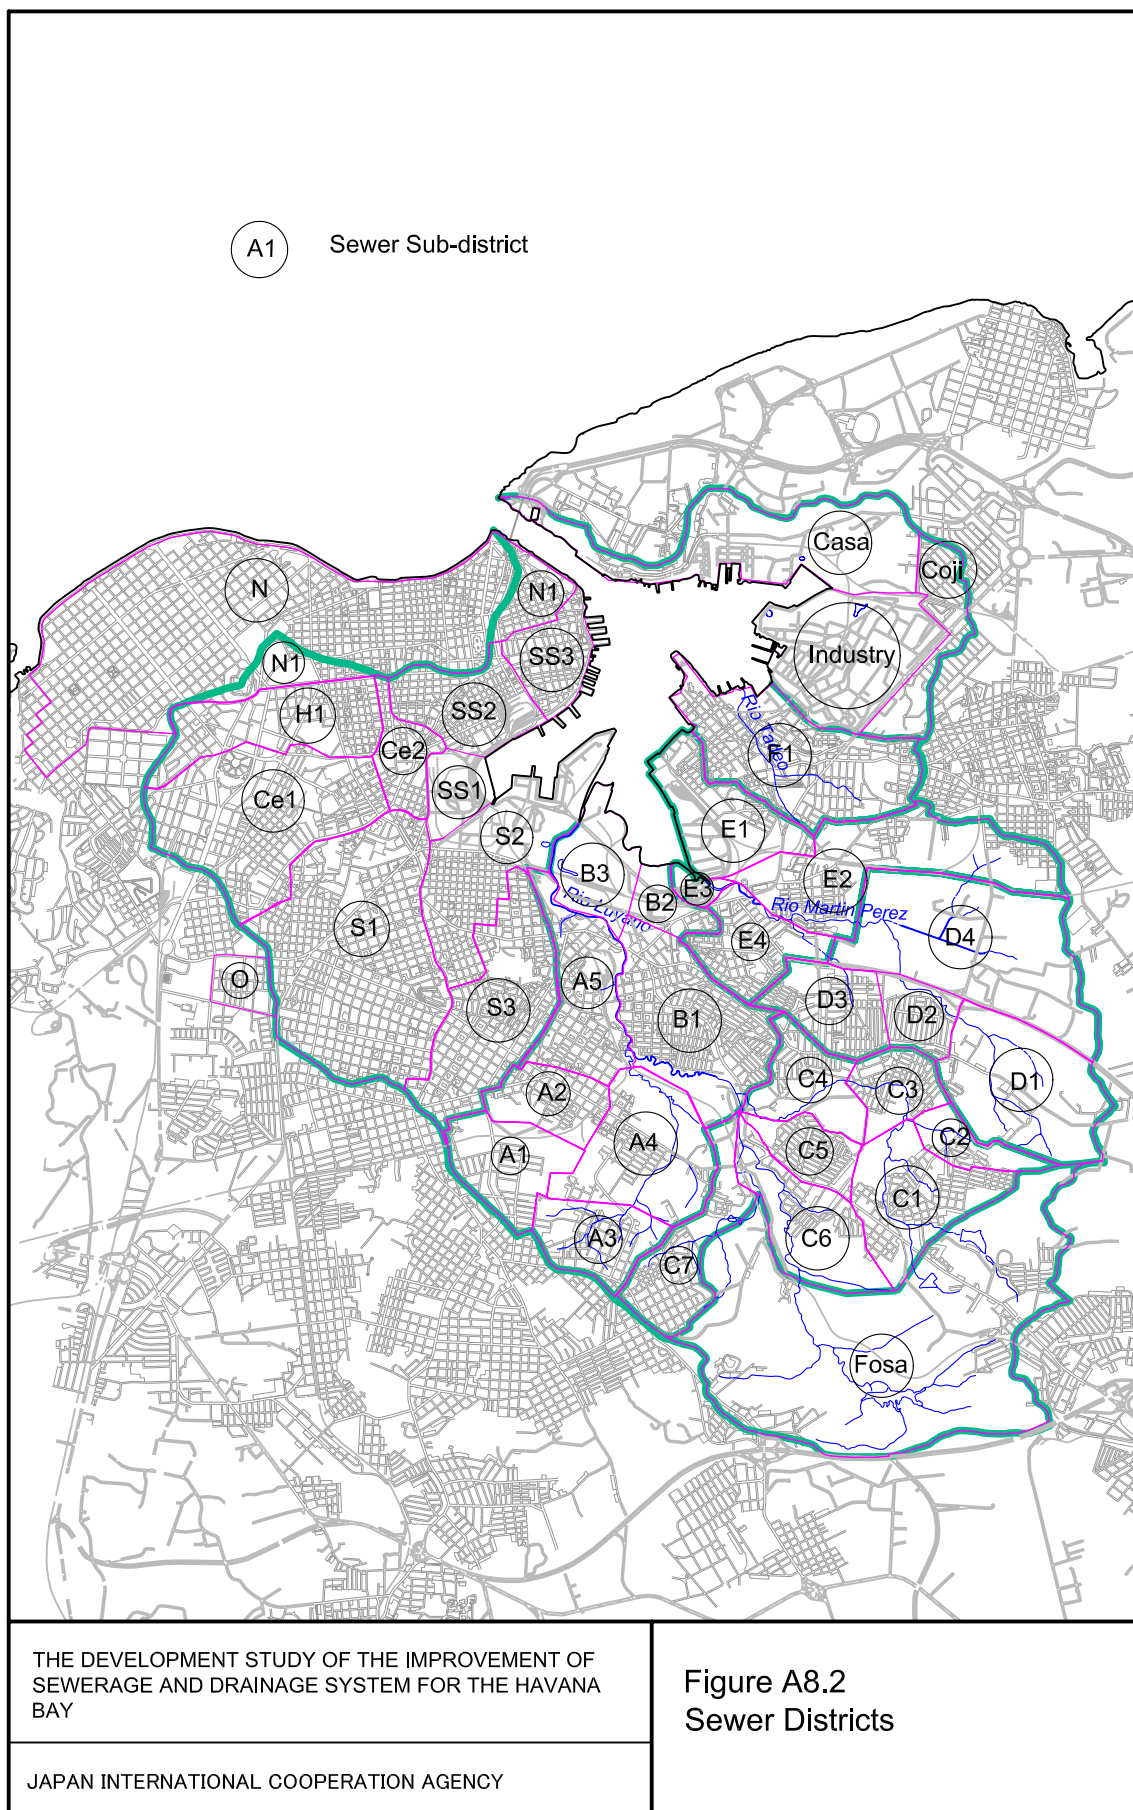 A1 Sewer Sub-district
Casa
Coji
N
N1
N1
SS3
Industry
H1
SS2
Ce2
F1
Rio Tadeo
Ce1
SS1
S2
E1
B3
E2
E3
B2
Rio Luyano
Rio Martin Perez
S1
E4
D4
O
A5
S3
D3
D2
B1
C4
C3
D1
A2
A4
C2
A1
C5
C1
A3
C6
C7
Fosa
THE DEVELOPMENT STUDY OF THE IMPROVEMENT OF
SEWERAGE AND DRAINAGE SYSTEM FOR THE HAVANA
BAY
JAPAN INTERNATIONAL COOPERATION AGENCY
Figure A8.2
Sewer Districts